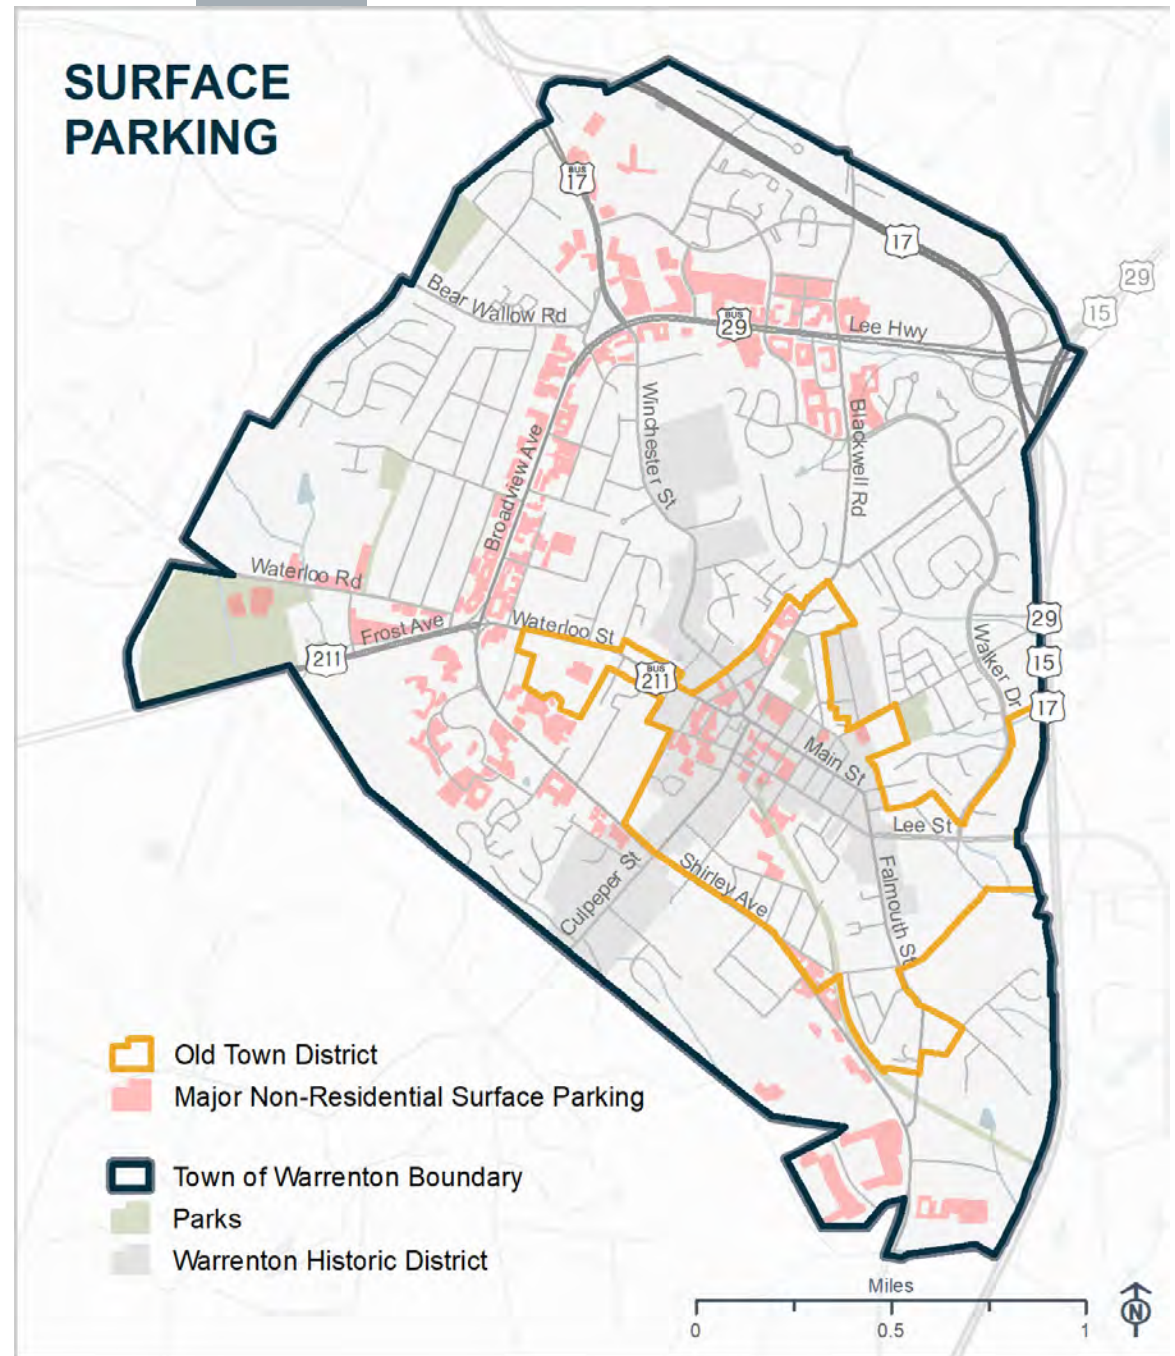 SURFACE
PARKING
BUS
17
17
29
15
Bear Wallow Rd
BUS
29
Lee Hwy
Winchester St
Blackwell Rd
Broadview Ave
Waterloo Rd
Frost Ave
Waterloo St
211
BUS
211
29
15
17
Walker Dr
Main St
Lee St
Shirley Ave
Culpeper St
Falmouth St
Old Town District
Major Non-Residential Surface Parking
Town of Warrenton Boundary
Parks
Warrenton Historic District
Miles
0
0.5
1
N